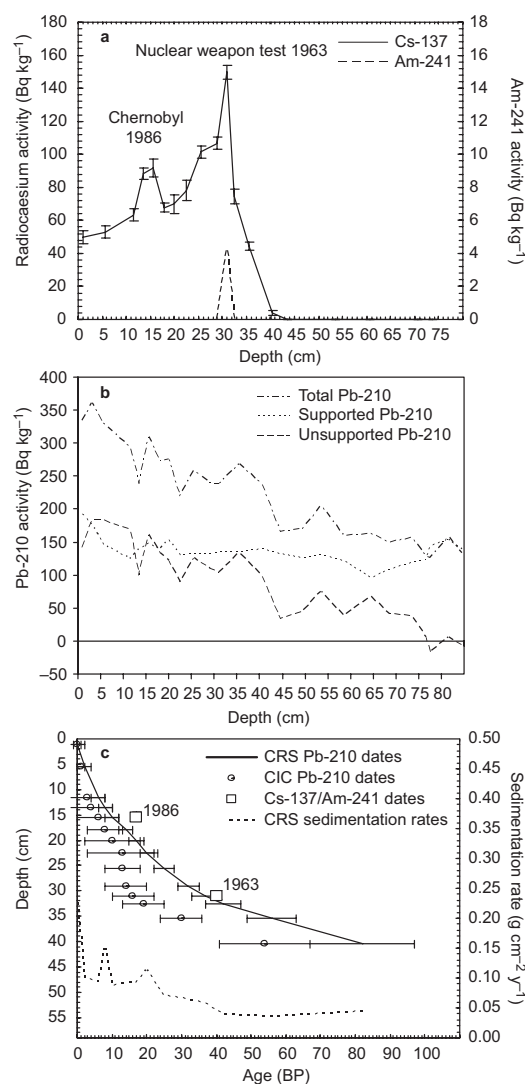 a
Nuclear weapon test 1963
Cs-137
Am-241
Chernobyl
1986
Radiocaesium activity (Bq kg⁻¹)
180
160
140
120
100
80
60
40
20
0
Am-241 activity (Bq kg⁻¹)
18
16
14
12
10
8
6
4
2
0
0 5 10 15 20 25 30 35 40 45 50 55 60 65 70 75
Depth (cm)
b
Total Pb-210
Supported Pb-210
Unsupported Pb-210
Pb-210 activity (Bq kg⁻¹)
400
350
300
250
200
150
100
50
0
–50
0 5 10 15 20 25 30 35 40 45 50 55 60 65 70 75 80
Depth (cm)
c
CRS Pb-210 dates
CIC Pb-210 dates
Cs-137/Am-241 dates
CRS sedimentation rates
1986
1963
Depth (cm)
0
5
10
15
20
25
30
35
40
45
50
55
Sedimentation rate (g cm⁻² y⁻¹)
0.50
0.45
0.40
0.35
0.30
0.25
0.20
0.15
0.10
0.05
0.00
0 20 40 60 80 100
Age (BP)